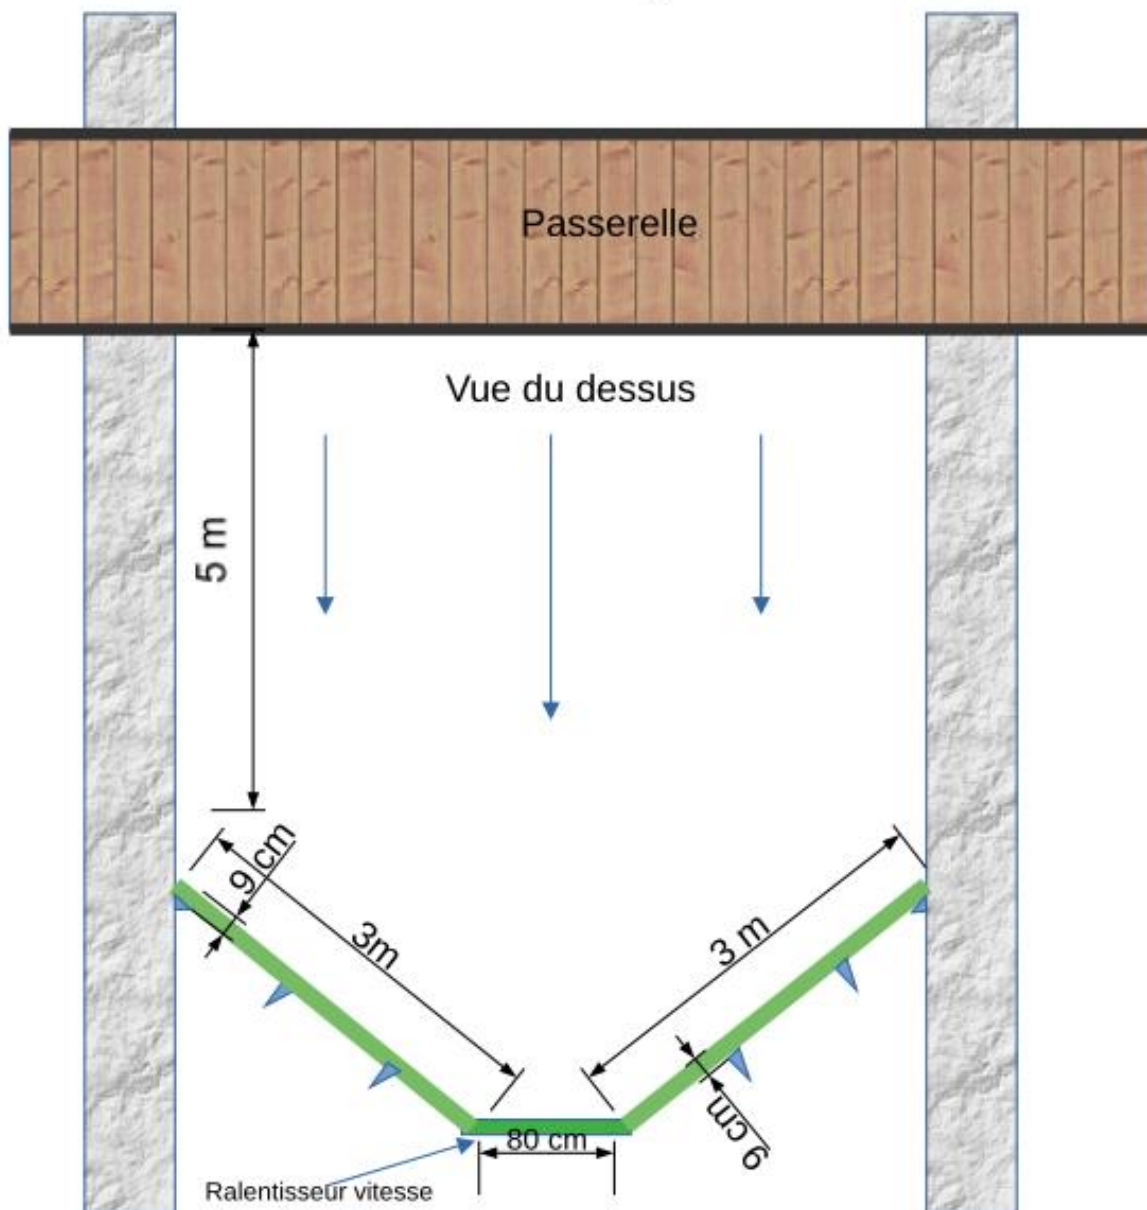 Passerelle
Vue du dessus
5 m
9 cm
3m
3 m
9 cm
80 cm
Ralentisseur vitesse